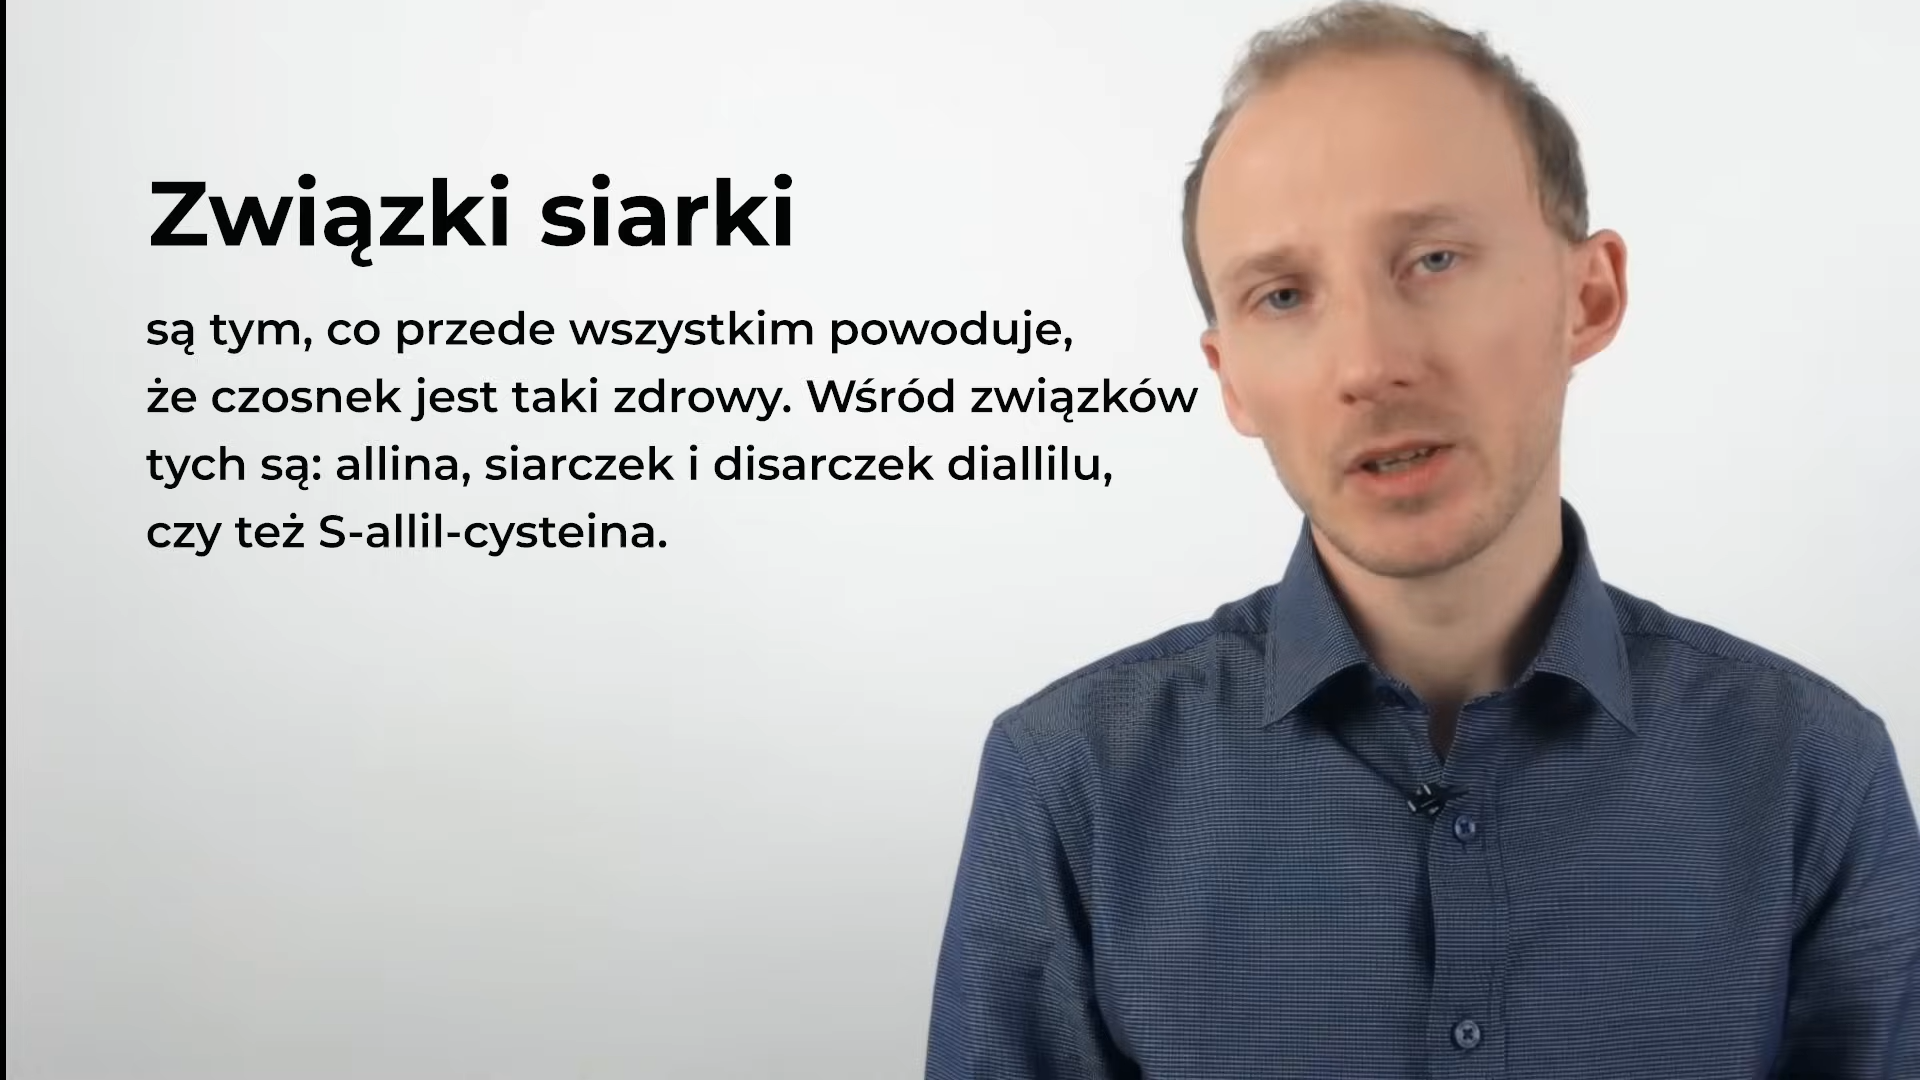 Związki siarki
są tym, co przede wszystkim powoduje,
że czosnek jest taki zdrowy. Wśród związków
tych są: allina, siarczek i disarczek diallilu,
czy też S-allil-cysteina.